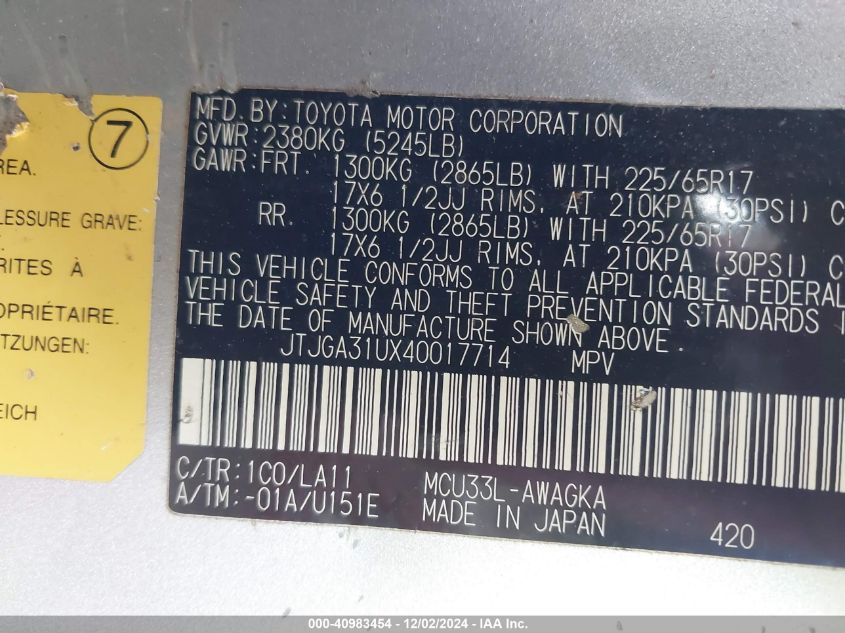 7
REA.
LESSURE GRAVE:
RITES À
OPRIÉTAIRE.
TZUNGEN:
EICH
MFD. BY: TOYOTA MOTOR CORPORATION
GVWR: 2380KG (5245LB)
GAWR: FRT. 1300KG (2865LB) WITH 225/65R17
17X6 1/2JJ RIMS, AT 210KPA (30PSI) C
RR. 1300KG (2865LB) WITH 225/65R17
17X6 1/2JJ RIMS, AT 210KPA (30PSI) C
THIS VEHICLE CONFORMS TO ALL APPLICABLE FEDERAL
VEHICLE SAFETY AND THEFT PREVENTION STANDARDS I
THE DATE OF MANUFACTURE SHOWN ABOVE.
JTJGA31UX40017714 MPV
C/TR: 1C0/LA11 MCU33L-AWAGKA
A/TM: -01A/U151E MADE IN JAPAN 420
000-40983454 - 12/02/2024 - IAA Inc.